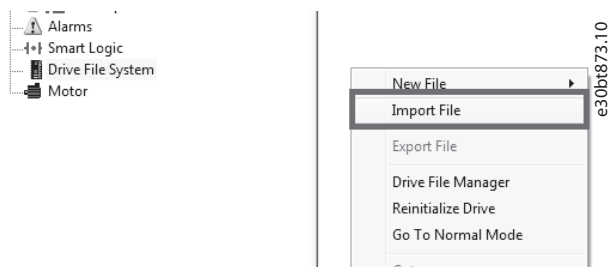 Alarms
Smart Logic
Drive File System
Motor
New File
Import File
Export File
Drive File Manager
Reinitialize Drive
Go To Normal Mode
e30bt873.10